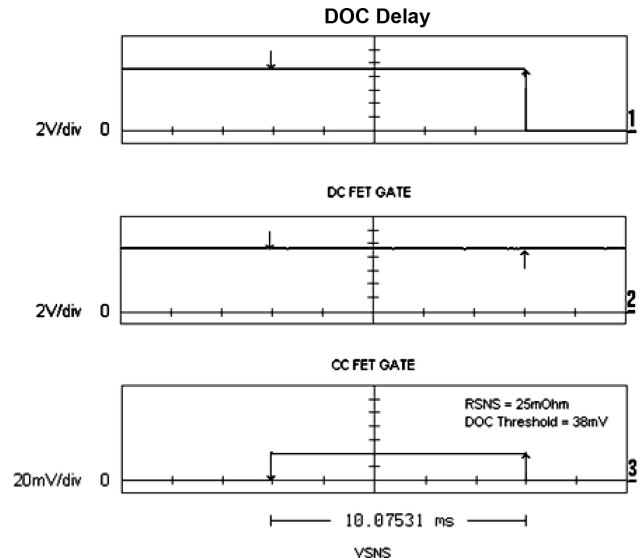 DOC Delay
2V/div 0
1
DC FET GATE
2V/div 0
2
CC FET GATE
RSNS = 25mOhm
DOC Threshold = 38mV
20mV/div 0
3
10.07531 ms
VSNS